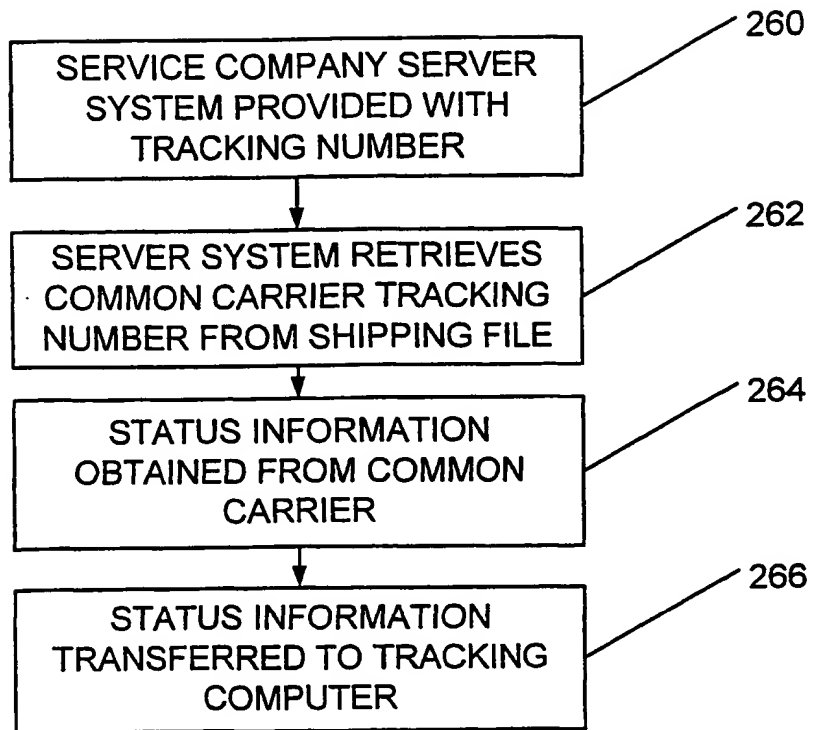 260
SERVICE COMPANY SERVER
SYSTEM PROVIDED WITH
TRACKING NUMBER
262
SERVER SYSTEM RETRIEVES
COMMON CARRIER TRACKING
NUMBER FROM SHIPPING FILE
264
STATUS INFORMATION
OBTAINED FROM COMMON
CARRIER
266
STATUS INFORMATION
TRANSFERRED TO TRACKING
COMPUTER